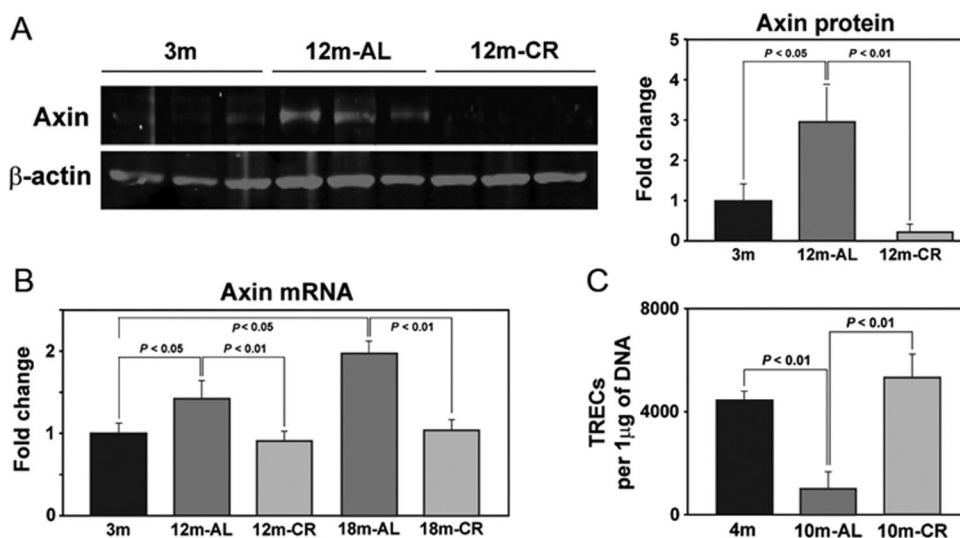 A
3m 12m-AL 12m-CR
Axin
β-actin
Axin protein
Fold change
5
4
3
2
1
0
P < 0.05 P < 0.01
3m 12m-AL 12m-CR
B
Axin mRNA
Fold change
2
1
0
P < 0.05
P < 0.05 P < 0.01 P < 0.01
3m 12m-AL 12m-CR 18m-AL 18m-CR
C
TRECs
per 1μg of DNA
8000
4000
0
P < 0.01
P < 0.01
4m 10m-AL 10m-CR